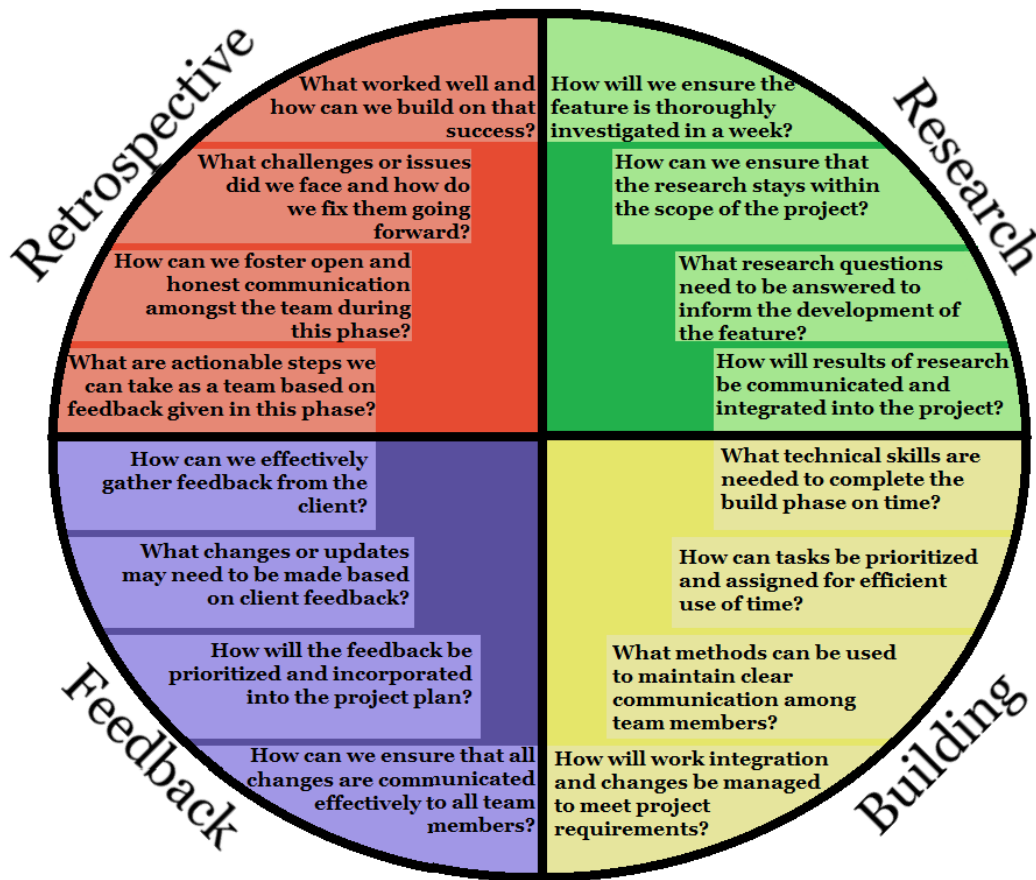 Retrospective
What worked well and
how can we build on that
success?
What challenges or issues
did we face and how do
we fix them going
forward?
How can we foster open and
honest communication
amongst the team during
this phase?
What are actionable steps we
can take as a team based on
feedback given in this phase?
Research
How will we ensure the
feature is thoroughly
investigated in a week?
How can we ensure that
the research stays within
the scope of the project?
What research questions
need to be answered to
inform the development of
the feature?
How will results of research
be communicated and
integrated into the project?
Feedback
How can we effectively
gather feedback from the
client?
What changes or updates
may need to be made based
on client feedback?
How will the feedback be
prioritized and incorporated
into the project plan?
How can we ensure that all
changes are communicated
effectively to all team
members?
Building
What technical skills are
needed to complete the
build phase on time?
How can tasks be prioritized
and assigned for efficient
use of time?
What methods can be used
to maintain clear
communication among
team members?
How will work integration
and changes be managed
to meet project
requirements?